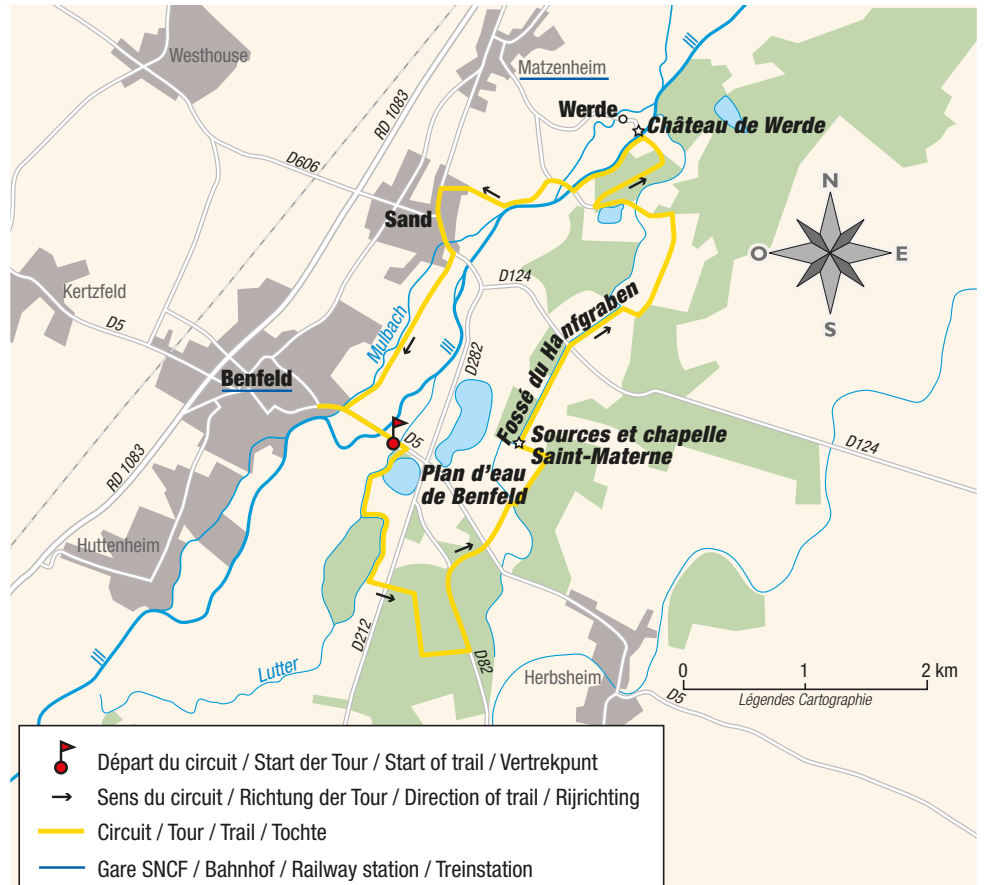 Westhouse
Matzenheim
RD 1083
Werde
Château de Werde
D606
Sand
N
O
E
S
D124
Kertzfeld
D5
Mulbach
Ill
Ill
D282
Fossé du Hanfgraben
Benfeld
D5
Sources et chapelle
Saint-Materne
D124
RD 1083
Plan d'eau
de Benfeld
Huttenheim
D212
Ill
Lutter
D82
Herbsheim
D5
0 1 2 km
Légendes Cartographie
Départ du circuit / Start der Tour / Start of trail / Vertrekpunt
Sens du circuit / Richtung der Tour / Direction of trail / Rijrichting
Circuit / Tour / Trail / Tochte
Gare SNCF / Bahnhof / Railway station / Treinstation